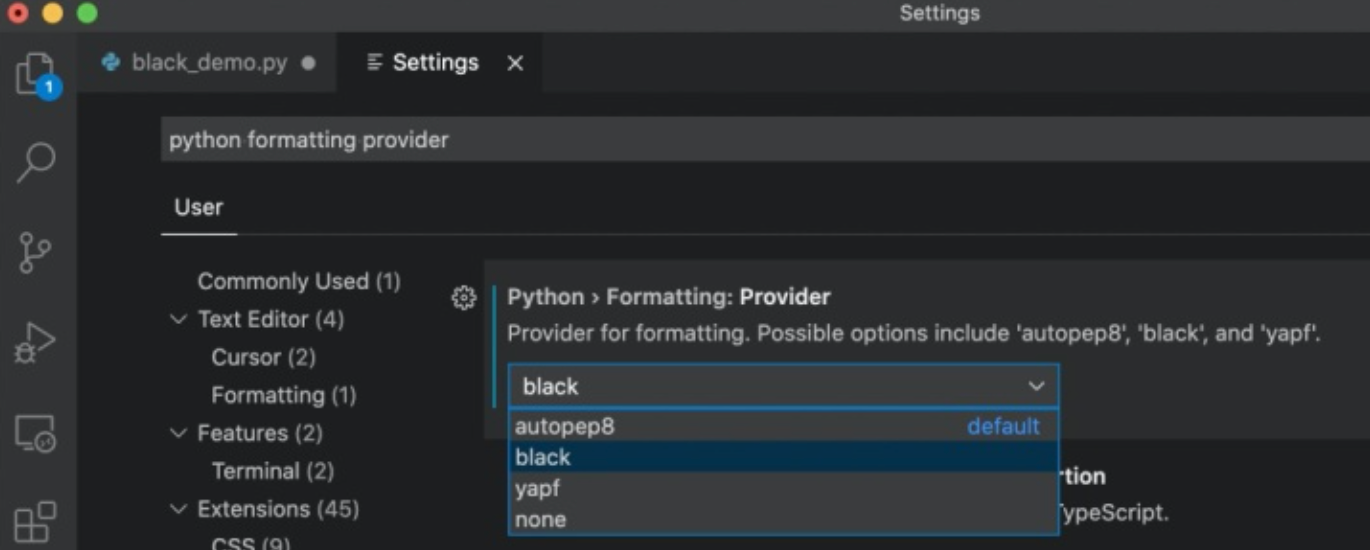 Settings
black_demo.py
Settings
1
python formatting provider
User
Commonly Used (1)
Text Editor (4)
Cursor (2)
Formatting (1)
Features (2)
Terminal (2)
Extensions (45)
CSS (9)
Python › Formatting: Provider
Provider for formatting. Possible options include 'autopep8', 'black', and 'yapf'.
black
autopep8 default
black
yapf
none
rtion
TypeScript.